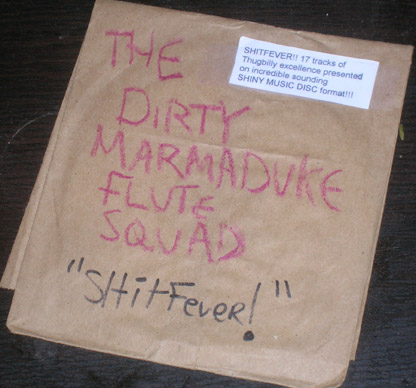 THE
DIRTY
MARMADUKE
FLUTE
SQUAD
"SHitFever!"
SHITFEVER!! 17 tracks of
Thugbilly excellence presented
on incredible sounding
SHINY MUSIC DISC format!!!